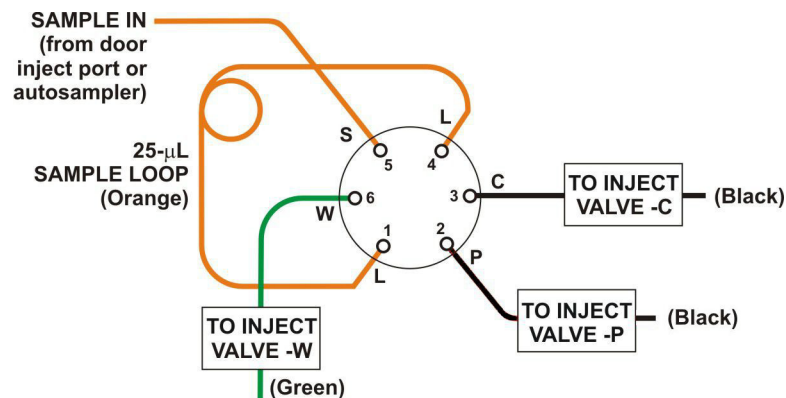 SAMPLE IN
(from door
inject port or
autosampler)
25-μL
SAMPLE LOOP
(Orange)
S
5
L
4
6
W
C
3
TO INJECT
VALVE -C
(Black)
1
L
2
P
TO INJECT
VALVE -P
(Black)
TO INJECT
VALVE -W
(Green)